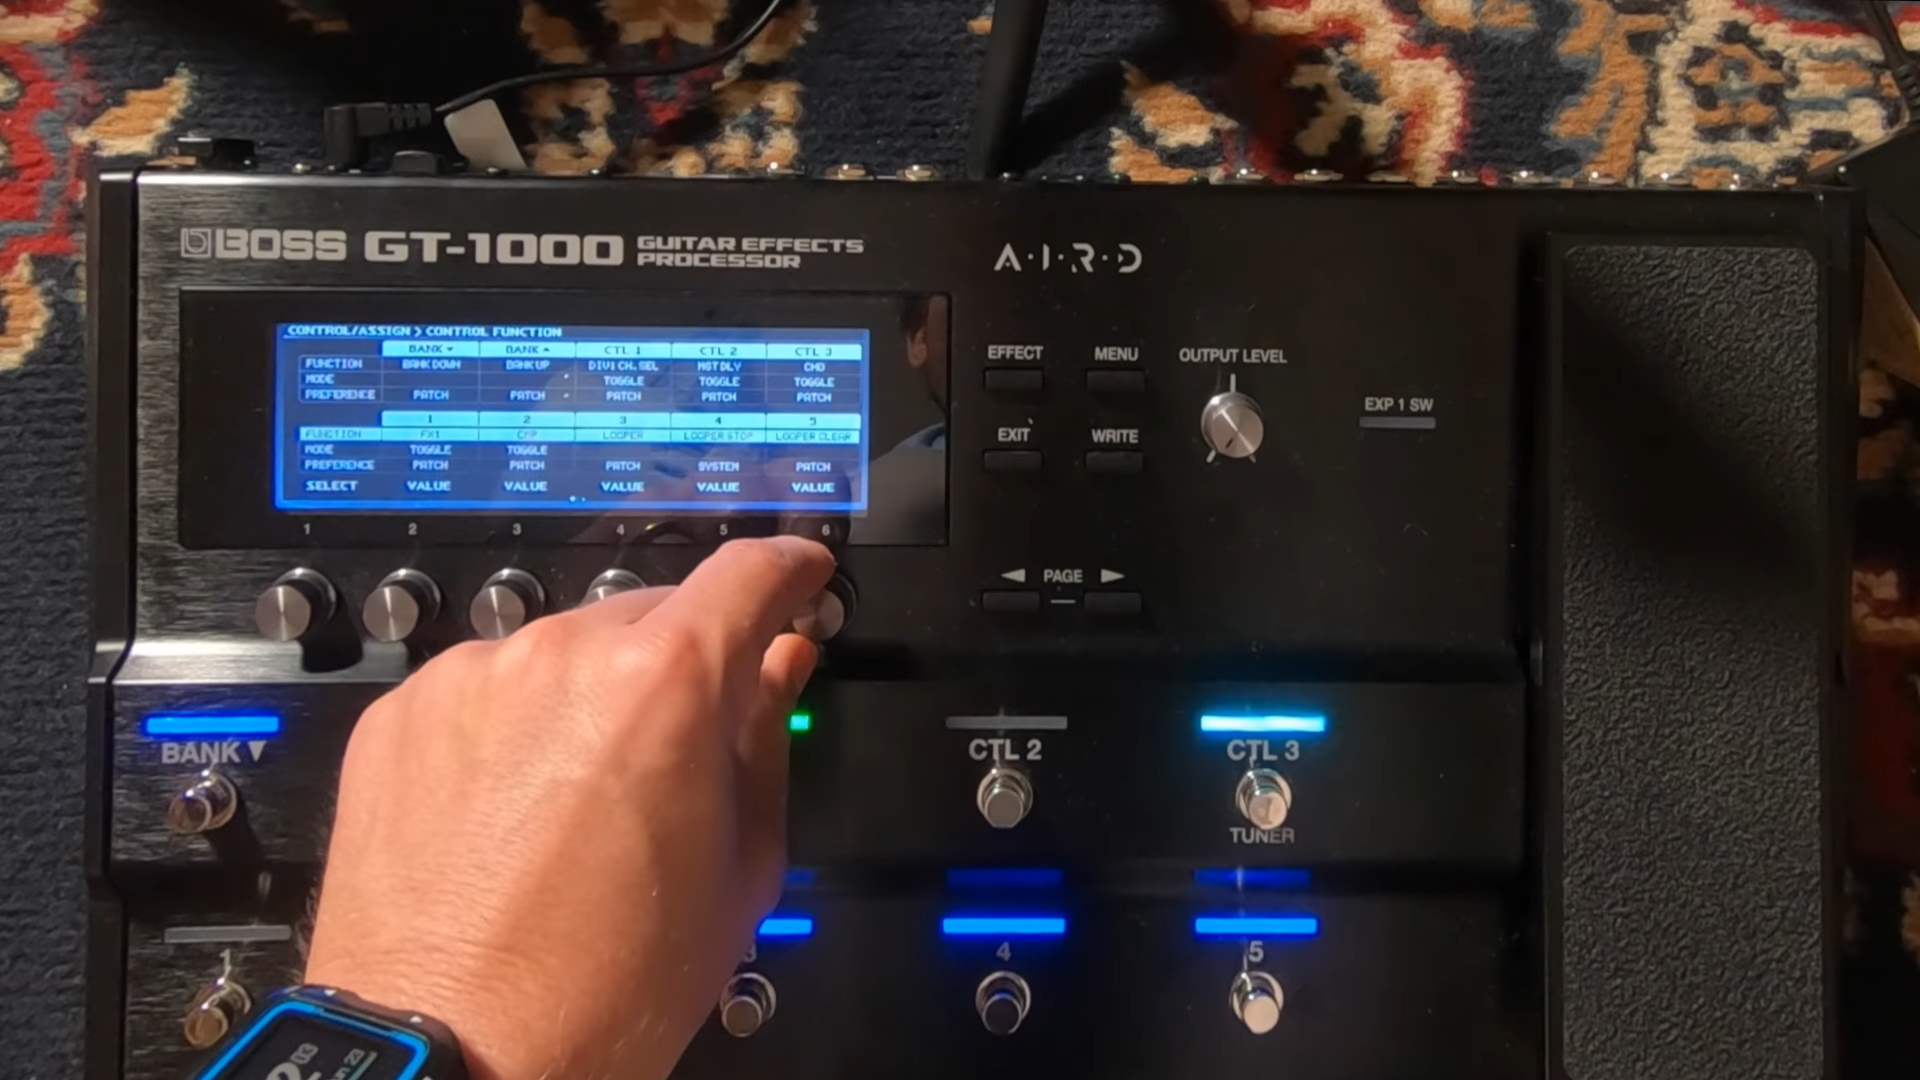 BOSS GT-1000 GUITAR EFFECTS PROCESSOR
A·I·R·D
CONTROL/ASSIGN > CONTROL FUNCTION
BANK ▼ BANK ▲ CTL 1 CTL 2 CTL 3
FUNCTION BANK DOWN BANK UP DIV1 CH.SEL MST DLY CMP
MODE TOGGLE TOGGLE TOGGLE
PREFERENCE PATCH PATCH PATCH PATCH PATCH
1 2 3 4 5
FUNCTION FX1 CMP LOOPER LOOPER STOP LOOPER CLEAR
MODE TOGGLE TOGGLE
PREFERENCE PATCH PATCH PATCH SYSTEM PATCH
SELECT VALUE VALUE VALUE VALUE VALUE
1 2 3 4 5 6
EFFECT MENU OUTPUT LEVEL
EXP 1 SW
EXIT WRITE
◀ PAGE ▶
BANK ▼ CTL 2 CTL 3
TUNER
1 3 4 5